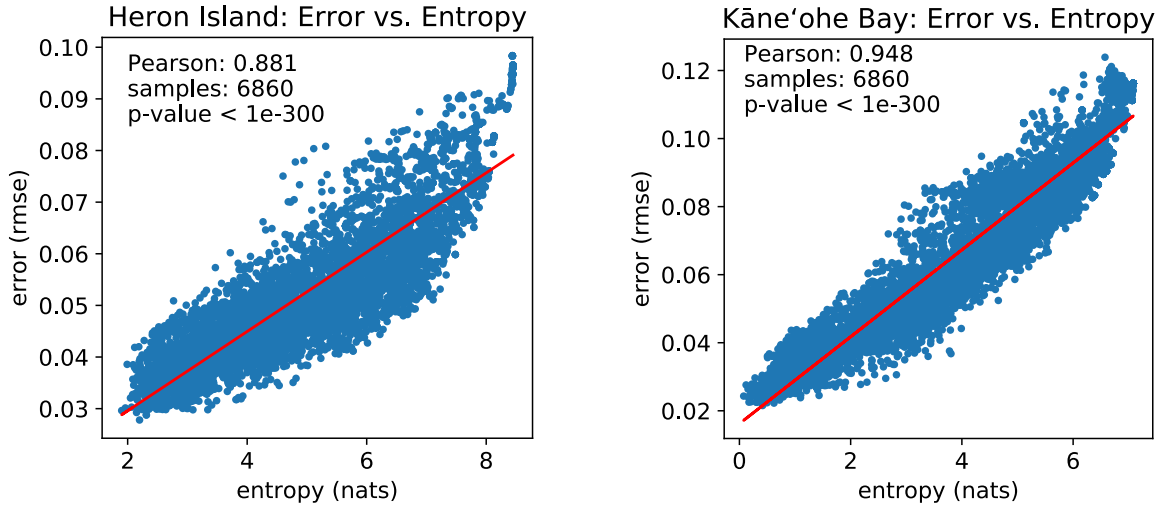 Heron Island: Error vs. Entropy
Pearson: 0.881
samples: 6860
p-value < 1e-300
0.10
0.09
0.08
0.07
0.06
0.05
0.04
0.03
error (rmse)
2
4
6
8
entropy (nats)
Kāneʻohe Bay: Error vs. Entropy
Pearson: 0.948
samples: 6860
p-value < 1e-300
0.12
0.10
0.08
0.06
0.04
0.02
error (rmse)
0
2
4
6
entropy (nats)